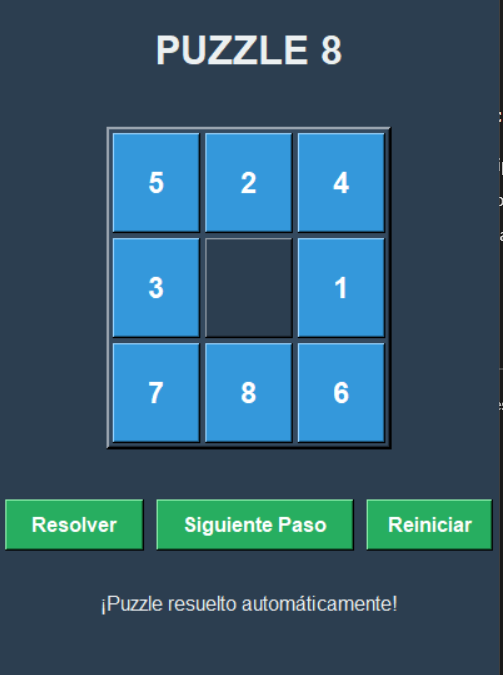 PUZZLE 8
5 2 4
3 1
7 8 6
Resolver Siguiente Paso Reiniciar
¡Puzzle resuelto automáticamente!